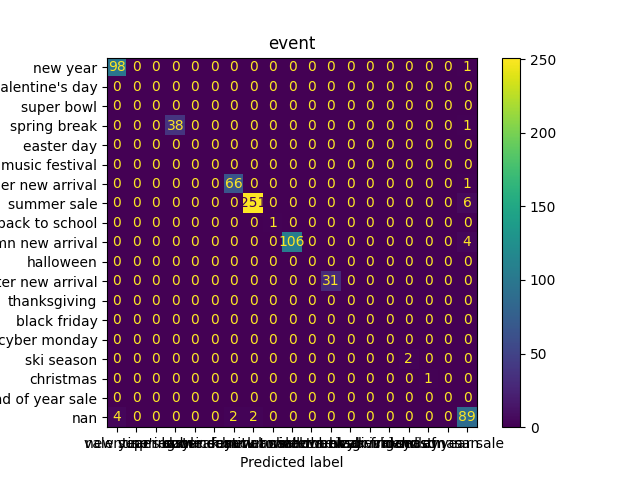 event
new year 98 0 0 0 0 0 0 0 0 0 0 0 0 0 0 0 0 0 1
alentine's day 0 0 0 0 0 0 0 0 0 0 0 0 0 0 0 0 0 0 0
super bowl 0 0 0 0 0 0 0 0 0 0 0 0 0 0 0 0 0 0 0
spring break 0 0 0 38 0 0 0 0 0 0 0 0 0 0 0 0 0 0 1
easter day 0 0 0 0 0 0 0 0 0 0 0 0 0 0 0 0 0 0 0
music festival 0 0 0 0 0 0 0 0 0 0 0 0 0 0 0 0 0 0 0
er new arrival 0 0 0 0 0 0 66 0 0 0 0 0 0 0 0 0 0 0 1
summer sale 0 0 0 0 0 0 0 251 0 0 0 0 0 0 0 0 0 0 6
back to school 0 0 0 0 0 0 0 0 1 0 0 0 0 0 0 0 0 0 0
mn new arrival 0 0 0 0 0 0 0 0 0 106 0 0 0 0 0 0 0 0 4
halloween 0 0 0 0 0 0 0 0 0 0 0 0 0 0 0 0 0 0 0
ter new arrival 0 0 0 0 0 0 0 0 0 0 0 31 0 0 0 0 0 0 0
thanksgiving 0 0 0 0 0 0 0 0 0 0 0 0 0 0 0 0 0 0 0
black friday 0 0 0 0 0 0 0 0 0 0 0 0 0 0 0 0 0 0 0
cyber monday 0 0 0 0 0 0 0 0 0 0 0 0 0 0 0 0 0 0 0
ski season 0 0 0 0 0 0 0 0 0 0 0 0 0 0 0 2 0 0 0
christmas 0 0 0 0 0 0 0 0 0 0 0 0 0 0 0 0 1 0 0
nd of year sale 0 0 0 0 0 0 0 0 0 0 0 0 0 0 0 0 0 0 0
nan 4 0 0 0 0 0 2 2 0 0 0 0 0 0 0 0 0 0 89
Predicted label
250
200
150
100
50
0